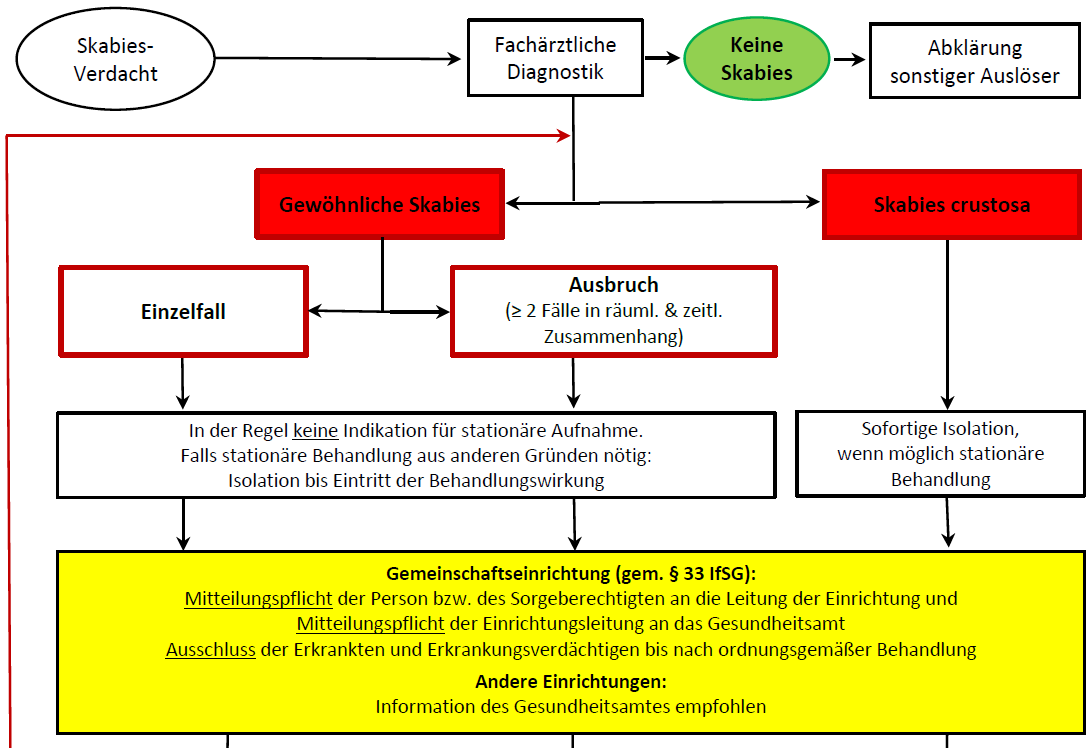 Skabies-
Verdacht
Fachärztliche
Diagnostik
Keine
Skabies
Abklärung
sonstiger Auslöser
Gewöhnliche Skabies
Skabies crustosa
Einzelfall
Ausbruch
(≥ 2 Fälle in räuml. & zeitl.
Zusammenhang)
In der Regel keine Indikation für stationäre Aufnahme.
Falls stationäre Behandlung aus anderen Gründen nötig:
Isolation bis Eintritt der Behandlungswirkung
Sofortige Isolation,
wenn möglich stationäre
Behandlung
Gemeinschaftseinrichtung (gem. § 33 IfSG):
Mitteilungspflicht der Person bzw. des Sorgeberechtigten an die Leitung der Einrichtung und
Mitteilungspflicht der Einrichtungsleitung an das Gesundheitsamt
Ausschluss der Erkrankten und Erkrankungsverdächtigen bis nach ordnungsgemäßer Behandlung
Andere Einrichtungen:
Information des Gesundheitsamtes empfohlen